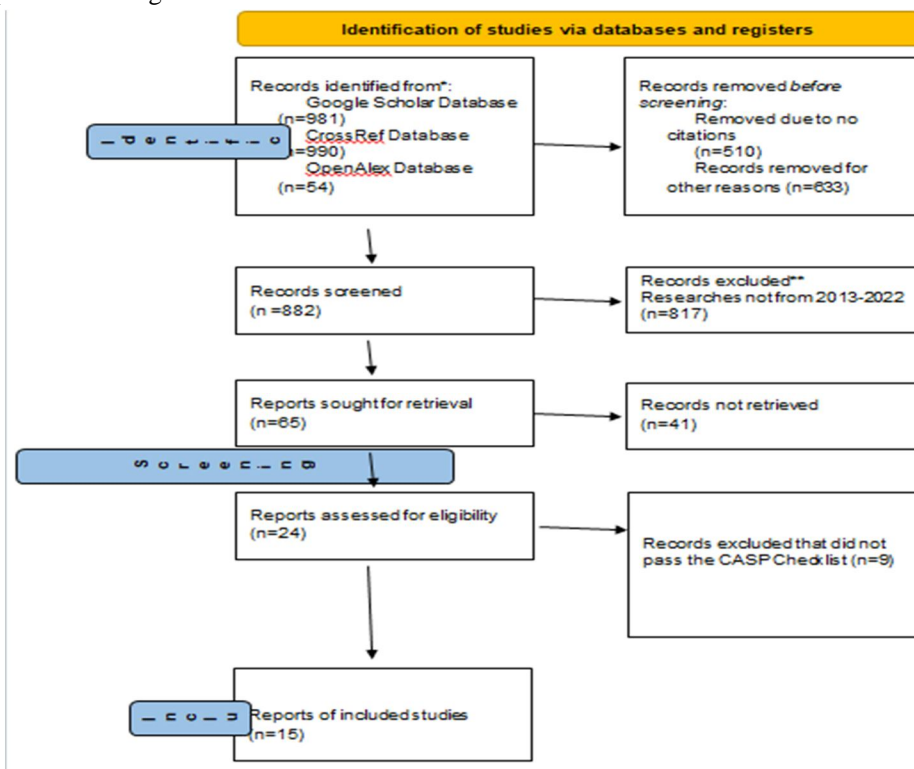 Identification of studies via databases and registers
Records identified from*:
Google Scholar Database
(n=981)
CrossRef Database
n=990)
OpenAlex Database
(n=54)
Records removed before
screening:
Removed due to no
citations
(n=510)
Records removed for
other reasons (n=633)
Identific
Records screened
(n =882)
Records excluded**
Researches not from 2013-2022
(n=817)
Reports sought for retrieval
(n=65)
Records not retrieved
(n=41)
Screening
Reports assessed for eligibility
(n=24)
Records excluded that did not
pass the CASP Checklist (n=9)
Inclu
Reports of included studies
(n=15)